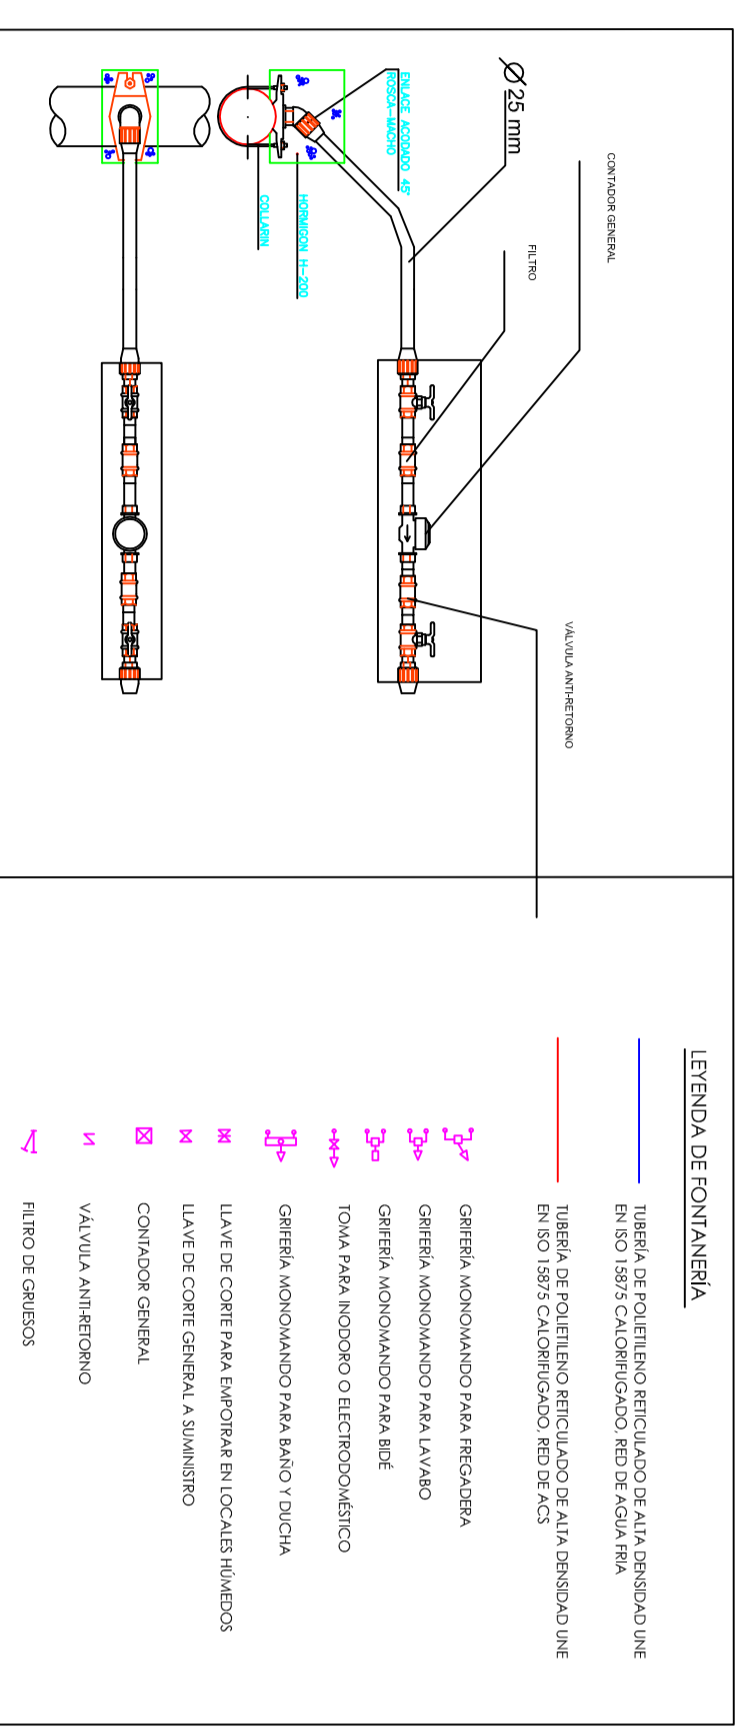 Ø 25 mm
CONTADOR GENERAL
FILTRO
VÁLVULA ANTI-RETORNO
ENLACE ACODADO 45°
ROSCA-MACHO
HORMIGON H-200
COLLARIN
LEYENDA DE FONTANERÍA
TUBERÍA DE POLIETILENO RETICULADO DE ALTA DENSIDAD UNE
EN ISO 15875 CALORIFUGADO, RED DE AGUA FRIA
TUBERÍA DE POLIETILENO RETICULADO DE ALTA DENSIDAD UNE
EN ISO 15875 CALORIFUGADO, RED DE ACS
GRIFERÍA MONOMANDO PARA FREGADERA
GRIFERÍA MONOMANDO PARA LAVABO
GRIFERÍA MONOMANDO PARA BIDÉ
TOMA PARA INODORO O ELECTRODOMÉSTICO
GRIFERÍA MONOMANDO PARA BAÑO Y DUCHA
LLAVE DE CORTE PARA EMPOTRAR EN LOCALES HÚMEDOS
LLAVE DE CORTE GENERAL A SUMINISTRO
CONTADOR GENERAL
VÁLVULA ANTI-RETORNO
FILTRO DE GRUESOS